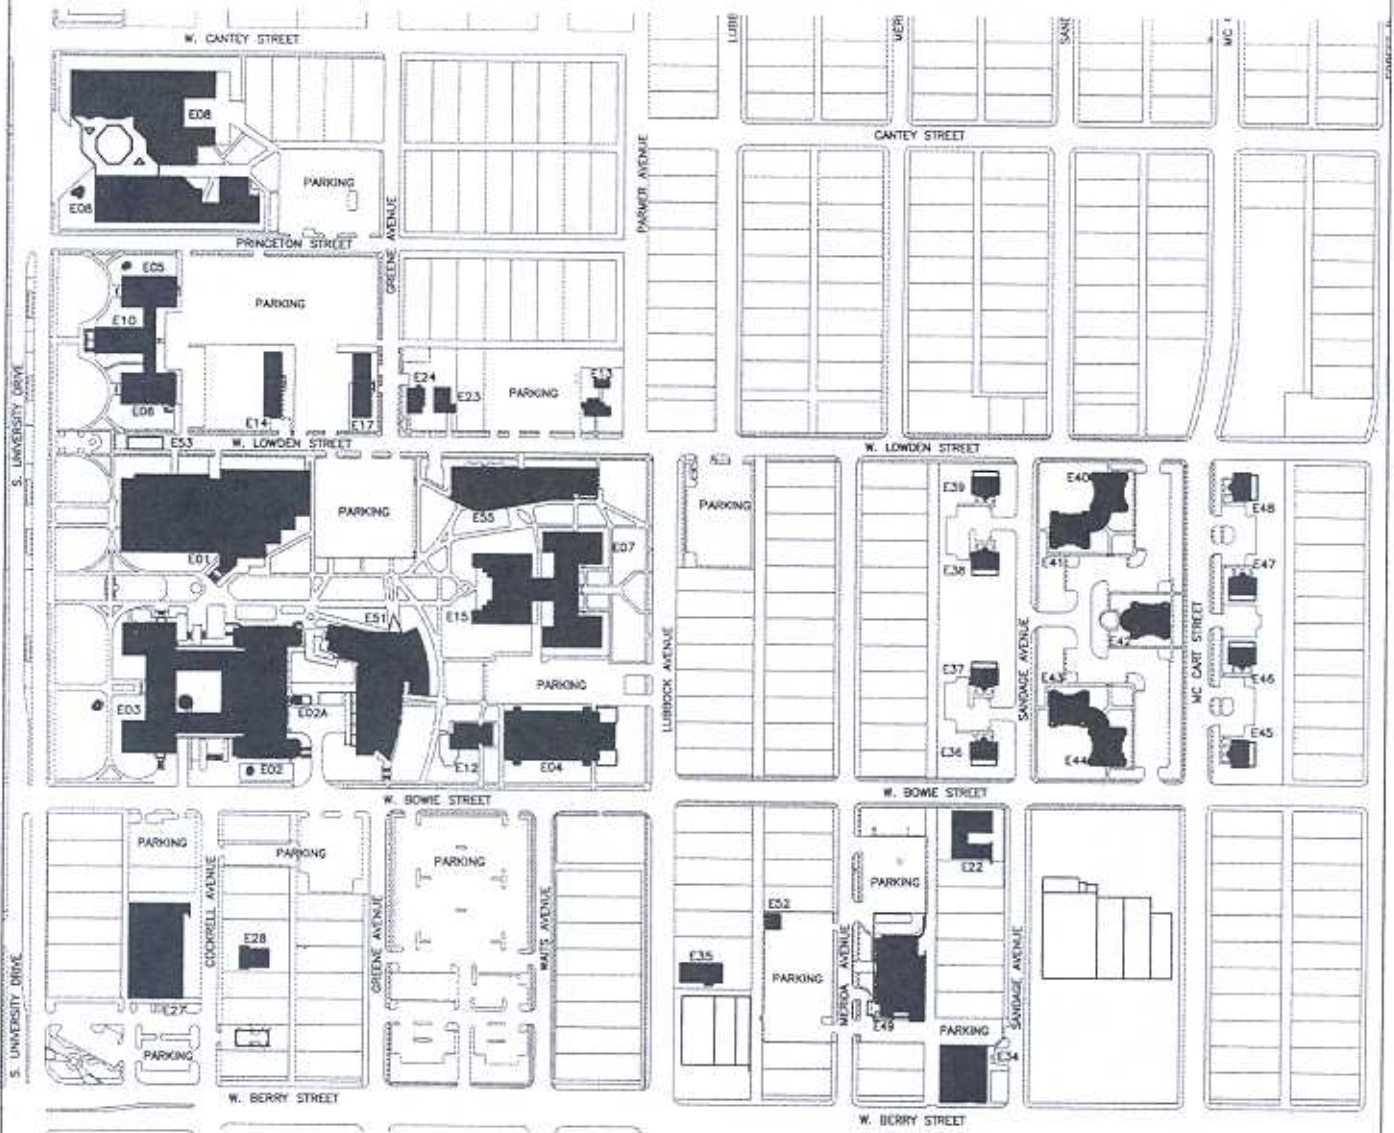 W. CANTEY STREET
LUBB
MERI
SAND
MC C
E08
CANTEY STREET
PARKING
PARMER AVENUE
E08
GREENE AVENUE
PRINCETON STREET
E05
PARKING
E10
S. UNIVERSITY DRIVE
E24
E13
E23
PARKING
E06
E14
E17
E53
W. LOWDEN STREET
W. LOWDEN STREET
E40
E39
PARKING
E48
PARKING
E55
E07
E01
E41
E47
E38
E15
E51
MC CART STREET
E42
LUBBOCK AVENUE
SANDAGE AVENUE
E37
E43
E46
PARKING
E03
E02A
E45
E36
E44
E02
E12
E04
W. BOWIE STREET
W. BOWIE STREET
PARKING
PARKING
PARKING
E22
PARKING
COCKRELL AVENUE
GREENE AVENUE
WAITS AVENUE
E52
E28
MERIDA AVENUE
SANDAGE AVENUE
E35
PARKING
S. UNIVERSITY DRIVE
E27
E49
PARKING
PARKING
E34
W. BERRY STREET
W. BERRY STREET